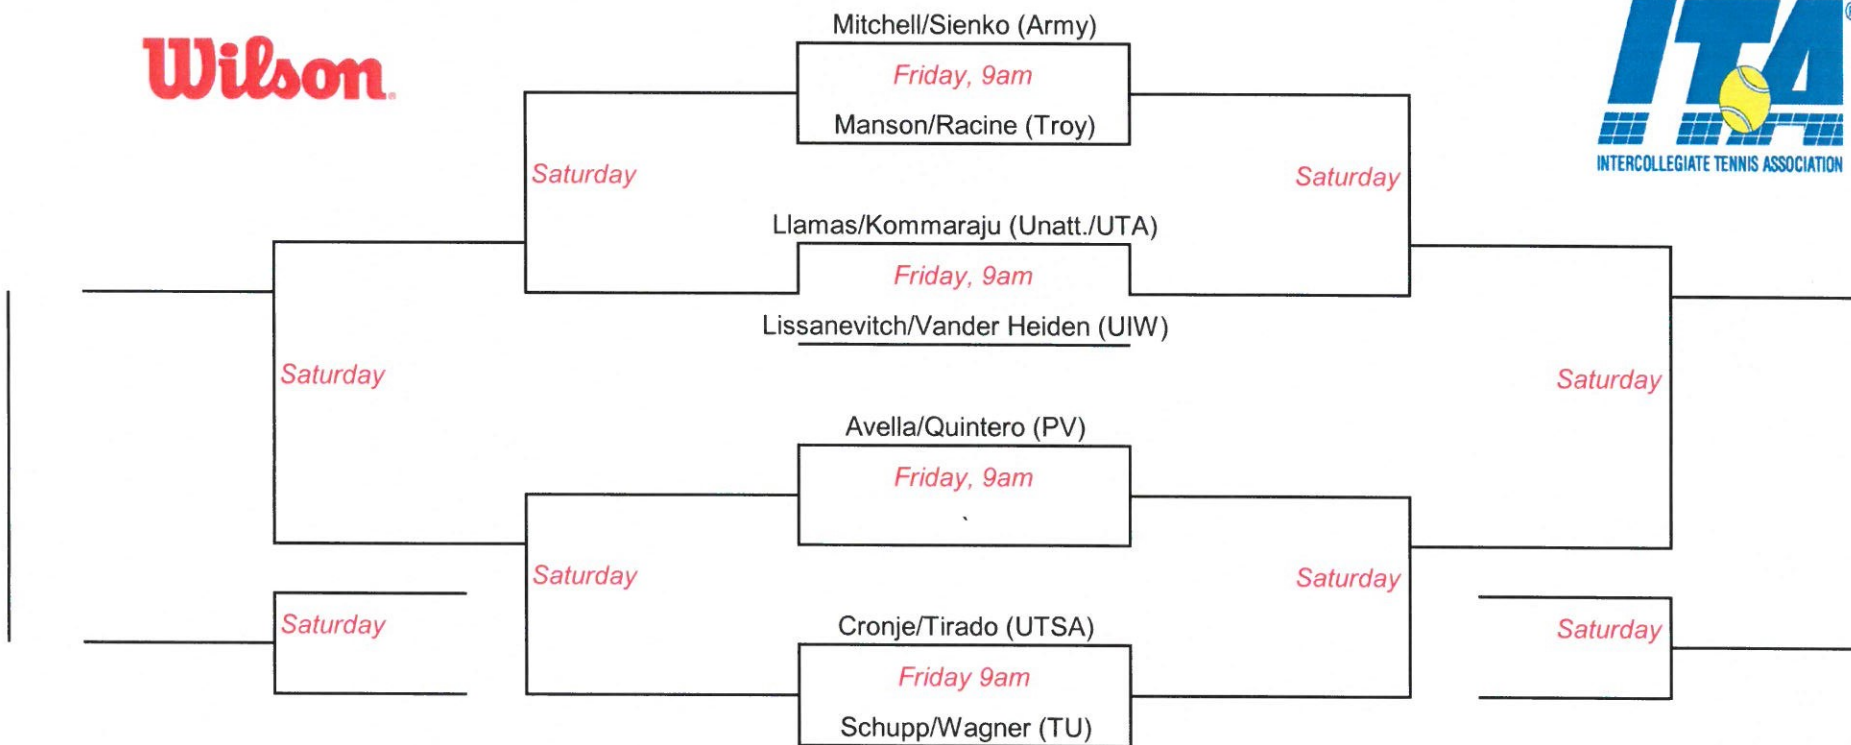 Wilson
ITA
INTERCOLLEGIATE TENNIS ASSOCIATION
Mitchell/Sienko (Army)
Friday, 9am
Manson/Racine (Troy)
Saturday
Saturday
Llamas/Kommaraju (Unatt./UTA)
Friday, 9am
Lissanevitch/Vander Heiden (UIW)
Saturday
Saturday
Avella/Quintero (PV)
Friday, 9am
Saturday
Saturday
Saturday
Cronje/Tirado (UTSA)
Saturday
Friday 9am
Schupp/Wagner (TU)